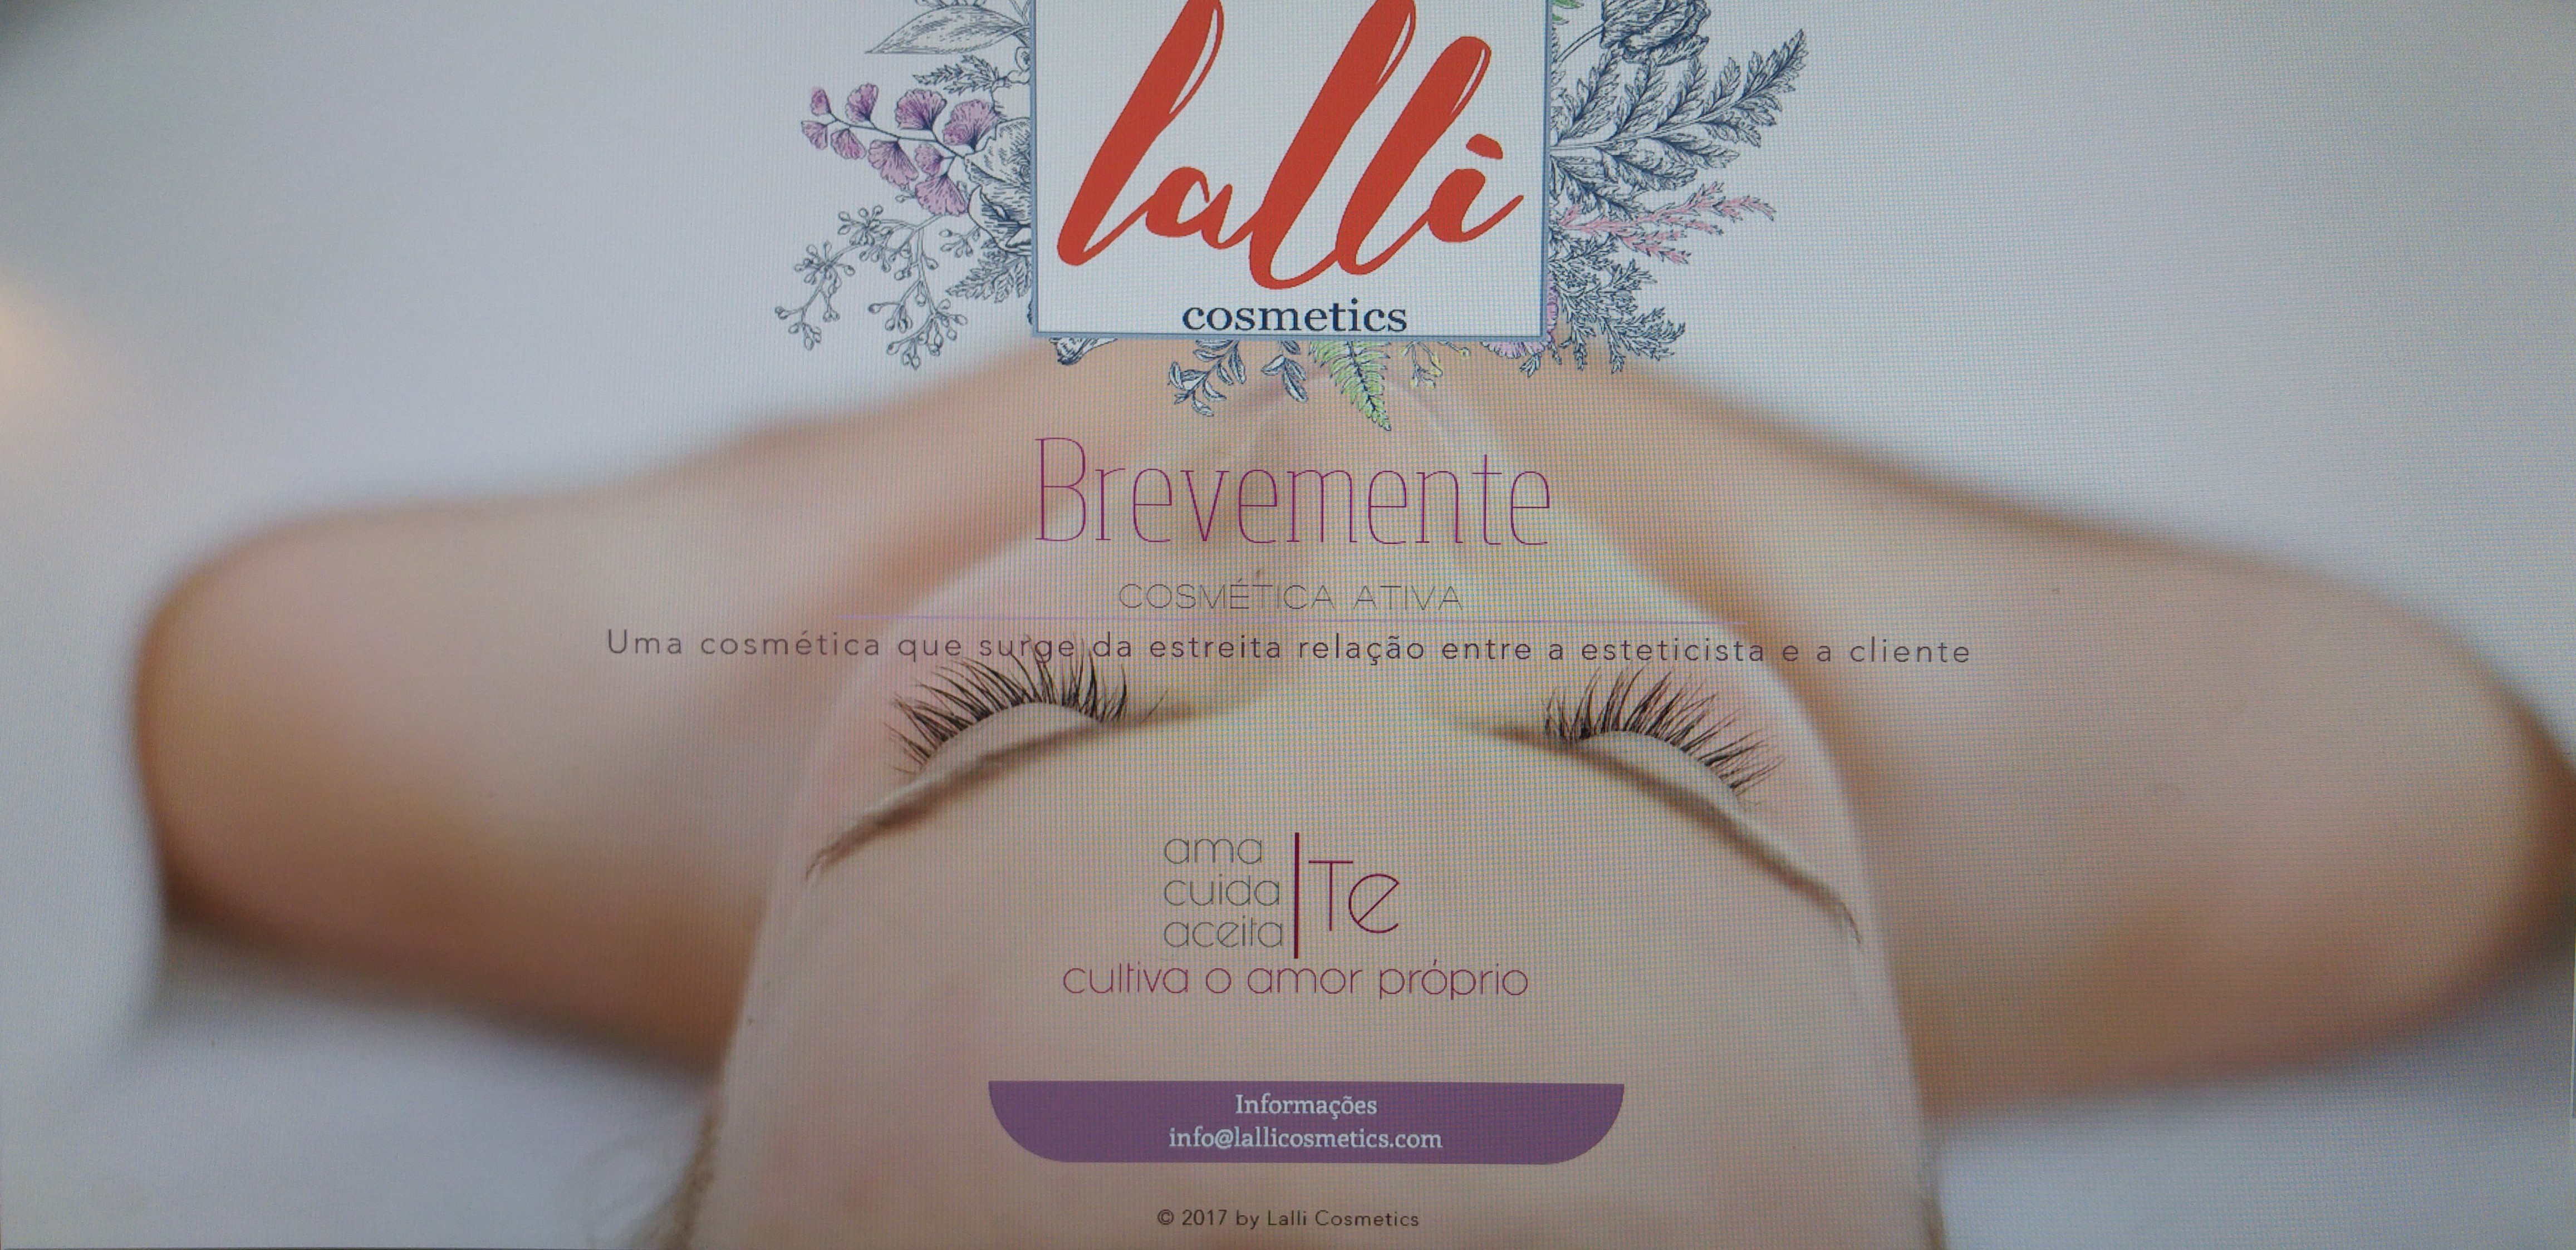 lalli
cosmetics
Brevemente
COSMÉTICA ATIVA
Uma cosmética que surge da estreita relação entre a esteticista e a cliente
ama
cuida
aceita
Te
cultiva o amor próprio
Informações
info@lallicosmetics.com
© 2017 by Lalli Cosmetics